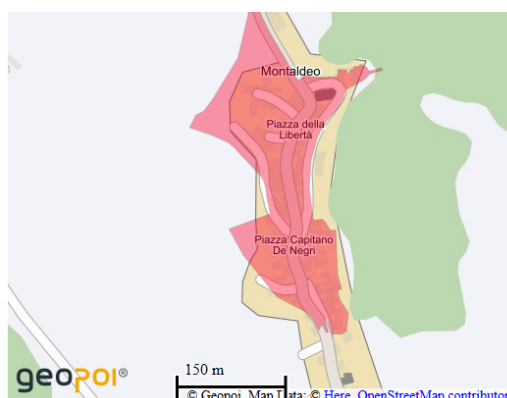 Montaldeo
Piazza della
Libertà
Piazza Capitano
De Negri
geopoi®
150 m
© Geopoi, Map Data: © Here, OpenStreetMap contributor